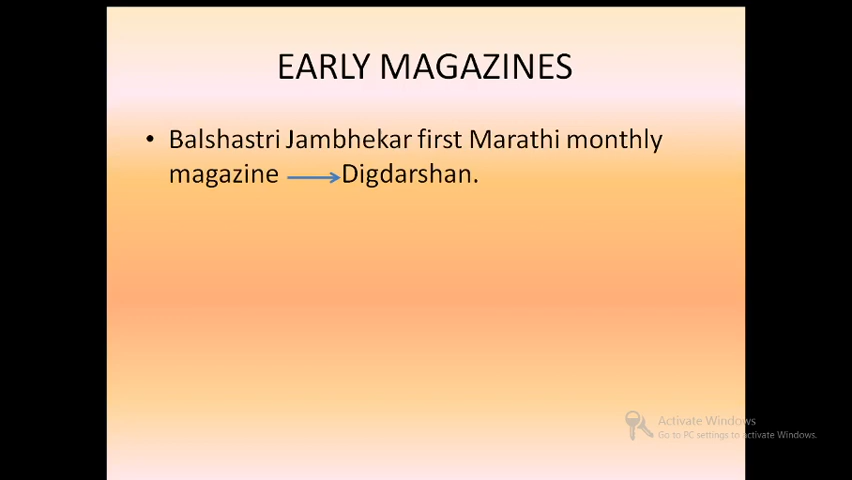 EARLY MAGAZINES
• Balshastri Jambhekar first Marathi monthly
magazine ⟶ Digdarshan.
Activate Windows
Go to PC settings to activate Windows.